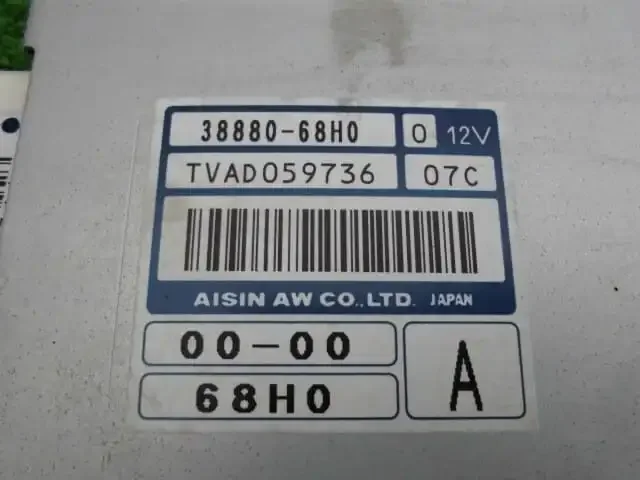 38880-68H0 0 12V
TVAD059736 07C
AISIN AW CO.,LTD. JAPAN
00-00
68H0
A